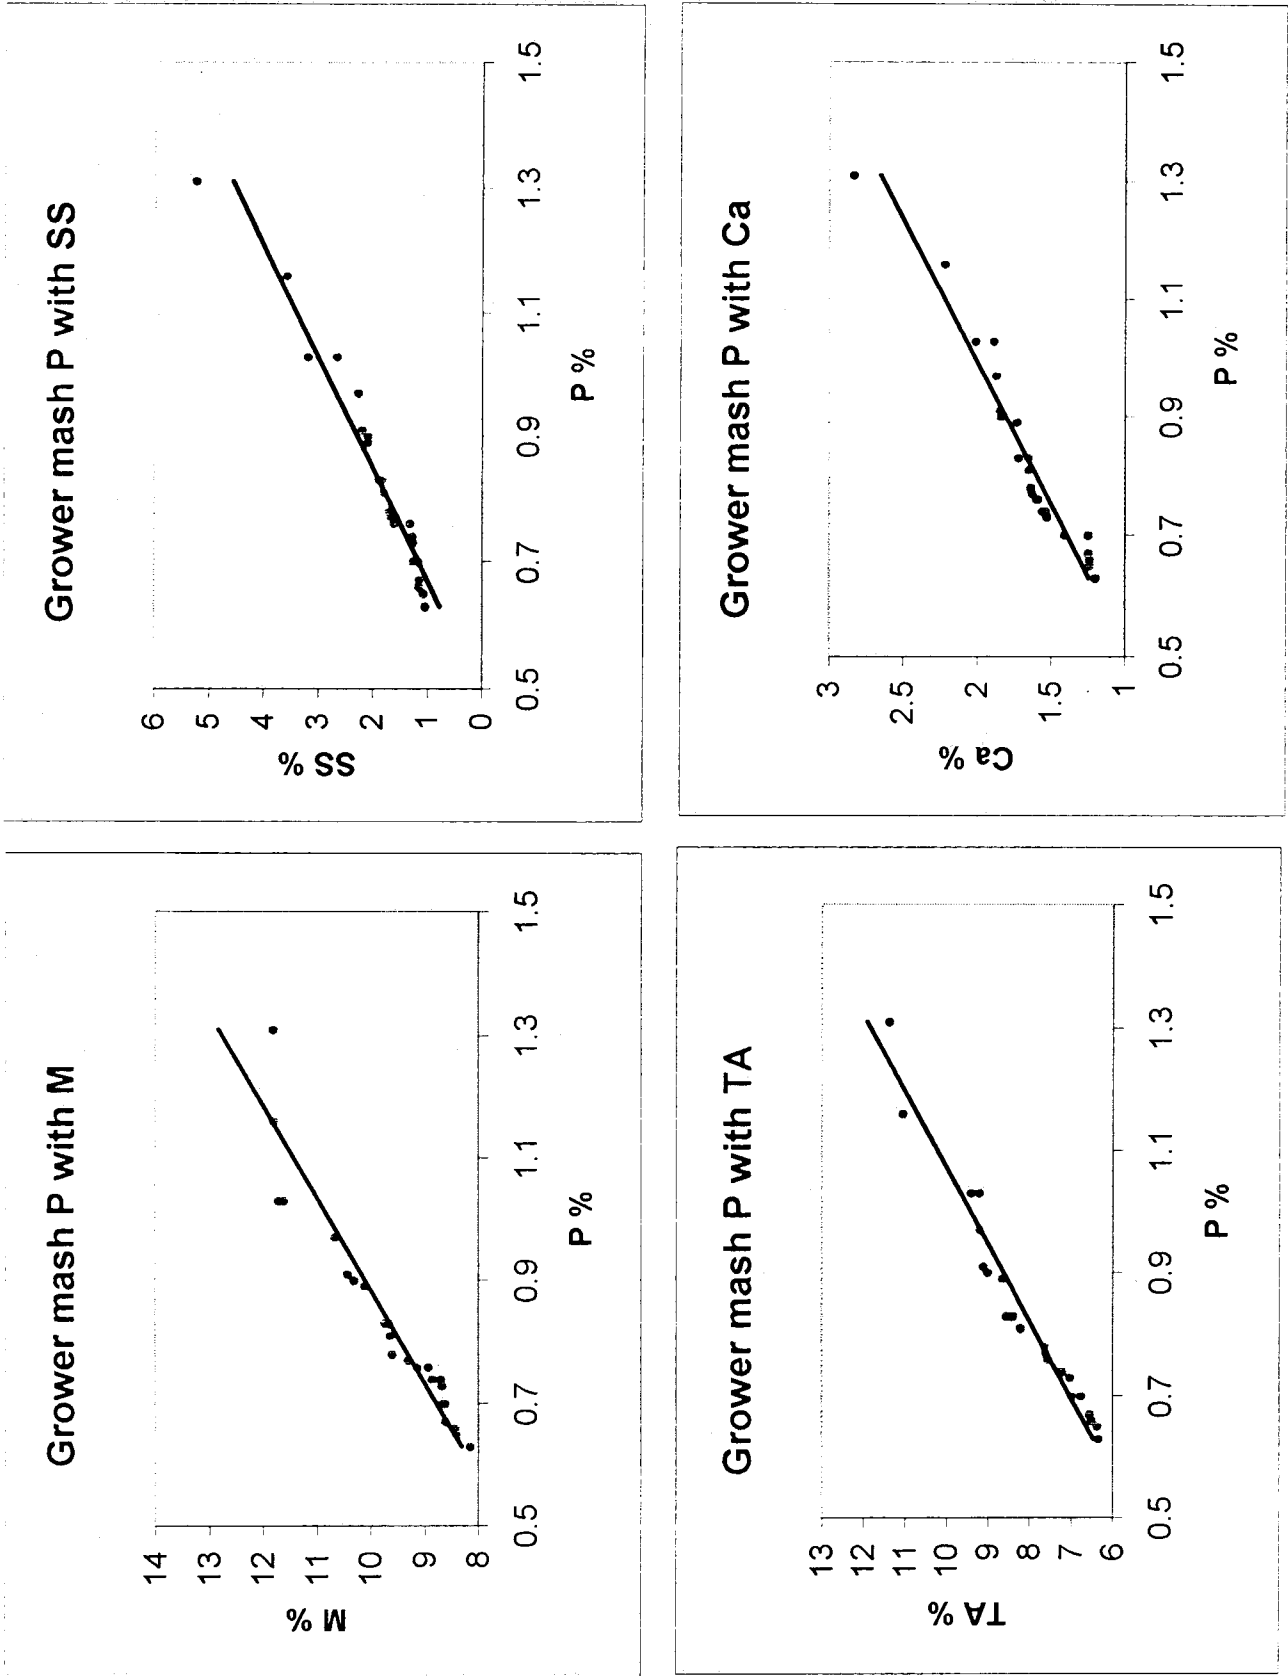 Grower mash P with M
14
13
12
11
10
9
8
M %
0.5 0.7 0.9 1.1 1.3 1.5
P %
Grower mash P with SS
6
5
4
3
2
1
0
SS %
0.5 0.7 0.9 1.1 1.3 1.5
P %
Grower mash P with TA
13
12
11
10
9
8
7
6
TA %
0.5 0.7 0.9 1.1 1.3 1.5
P %
Grower mash P with Ca
3
2.5
2
1.5
1
Ca %
0.5 0.7 0.9 1.1 1.3 1.5
P %